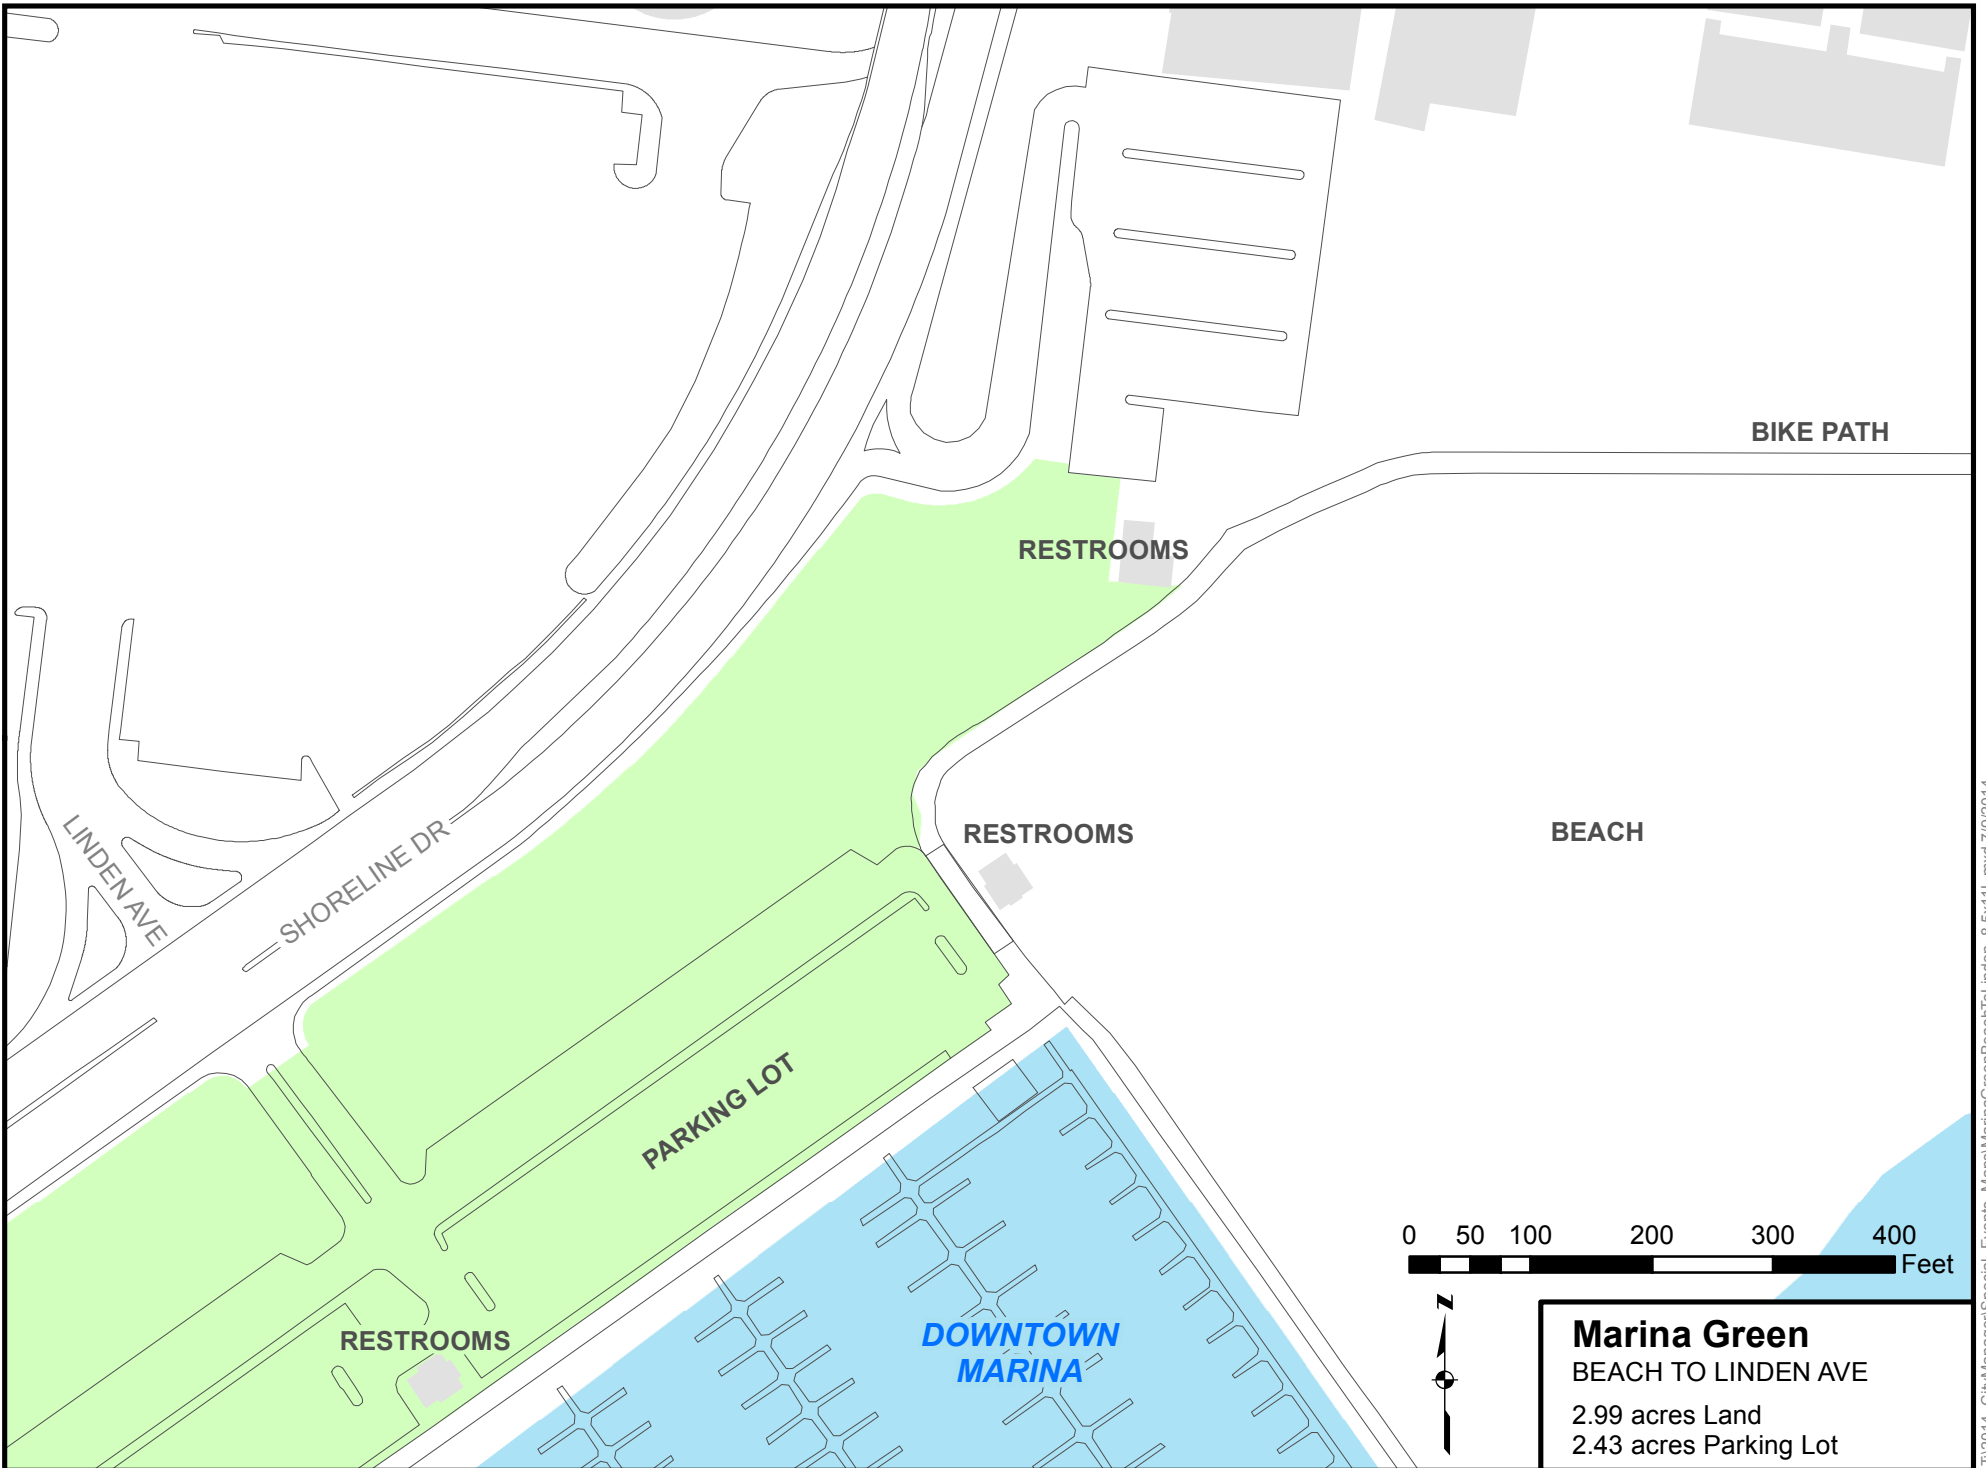 BIKE PATH
RESTROOMS
RESTROOMS
BEACH
LINDEN AVE
SHORELINE DR
PARKING LOT
RESTROOMS
DOWNTOWN
MARINA
0 50 100 200 300 400
Feet
N
Marina Green
BEACH TO LINDEN AVE
2.99 acres Land
2.43 acres Parking Lot